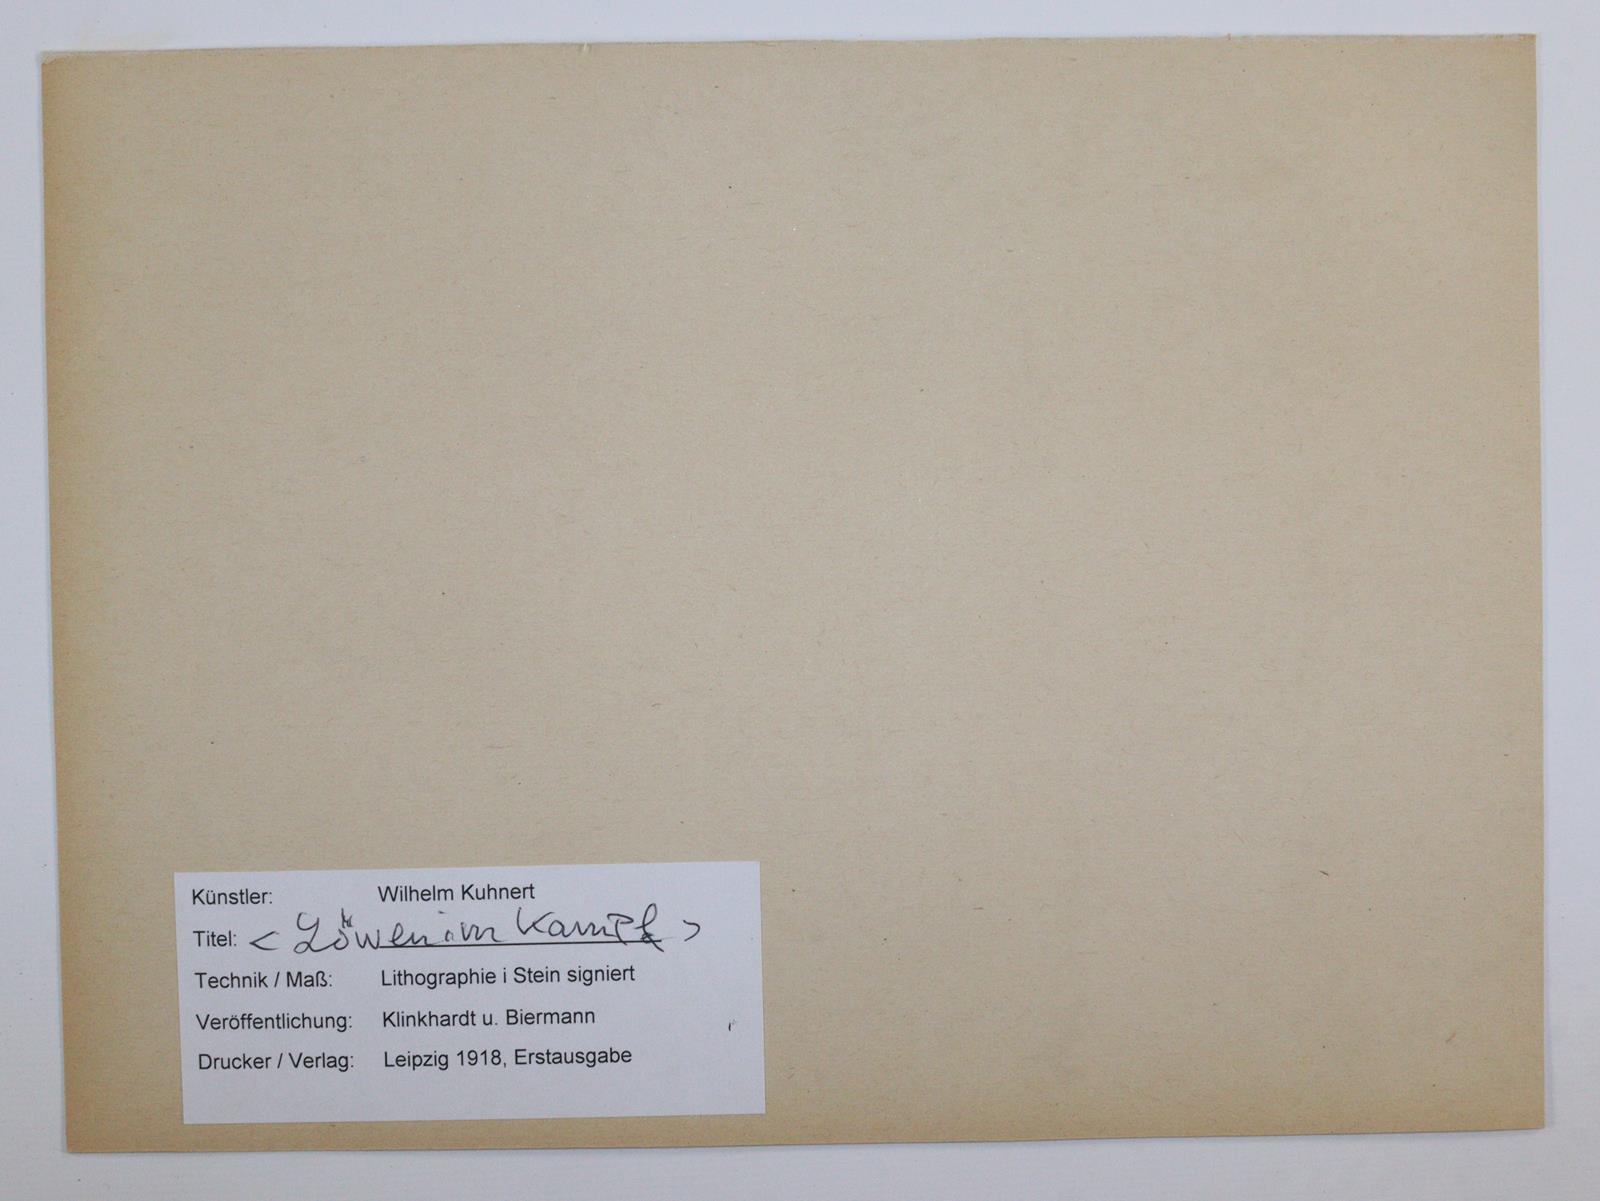 Künstler: Wilhelm Kuhnert
Titel: < Löwen im Kampf >
Technik / Maß: Lithographie i Stein signiert
Veröffentlichung: Klinkhardt u. Biermann
Drucker / Verlag: Leipzig 1918, Erstausgabe